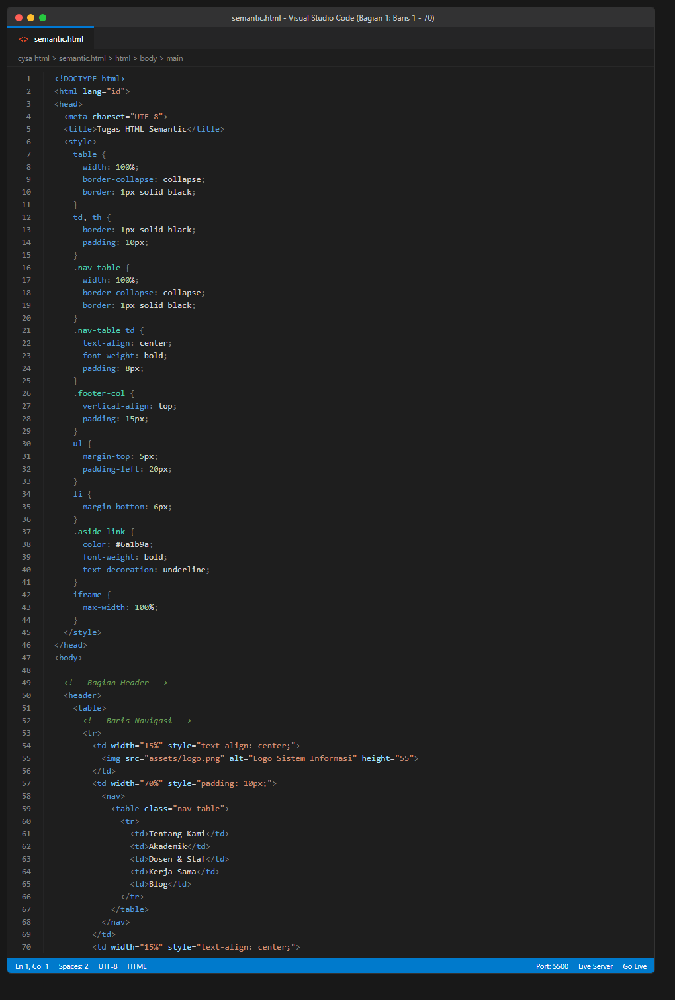 semantic.html - Visual Studio Code (Bagian 1: Baris 1 - 70)
<> semantic.html
cysa html > semantic.html > html > body > main
1 <!DOCTYPE html>
2 <html lang="id">
3 <head>
4 <meta charset="UTF-8">
5 <title>Tugas HTML Semantic</title>
6 <style>
7 table {
8 width: 100%;
9 border-collapse: collapse;
10 border: 1px solid black;
11 }
12 td, th {
13 border: 1px solid black;
14 padding: 10px;
15 }
16 .nav-table {
17 width: 100%;
18 border-collapse: collapse;
19 border: 1px solid black;
20 }
21 .nav-table td {
22 text-align: center;
23 font-weight: bold;
24 padding: 8px;
25 }
26 .footer-col {
27 vertical-align: top;
28 padding: 15px;
29 }
30 ul {
31 margin-top: 5px;
32 padding-left: 20px;
33 }
34 li {
35 margin-bottom: 6px;
36 }
37 .aside-link {
38 color: #6a1b9a;
39 font-weight: bold;
40 text-decoration: underline;
41 }
42 iframe {
43 max-width: 100%;
44 }
45 </style>
46 </head>
47 <body>
48
49 <!-- Bagian Header -->
50 <header>
51 <table>
52 <!-- Baris Navigasi -->
53 <tr>
54 <td width="15%" style="text-align: center;">
55 <img src="assets/logo.png" alt="Logo Sistem Informasi" height="55">
56 </td>
57 <td width="70%" style="padding: 10px;">
58 <nav>
59 <table class="nav-table">
60 <tr>
61 <td>Tentang Kami</td>
62 <td>Akademik</td>
63 <td>Dosen & Staf</td>
64 <td>Kerja Sama</td>
65 <td>Blog</td>
66 </tr>
67 </table>
68 </nav>
69 </td>
70 <td width="15%" style="text-align: center;">
Ln 1, Col 1 Spaces: 2 UTF-8 HTML Port: 5500 Live Server Go Live